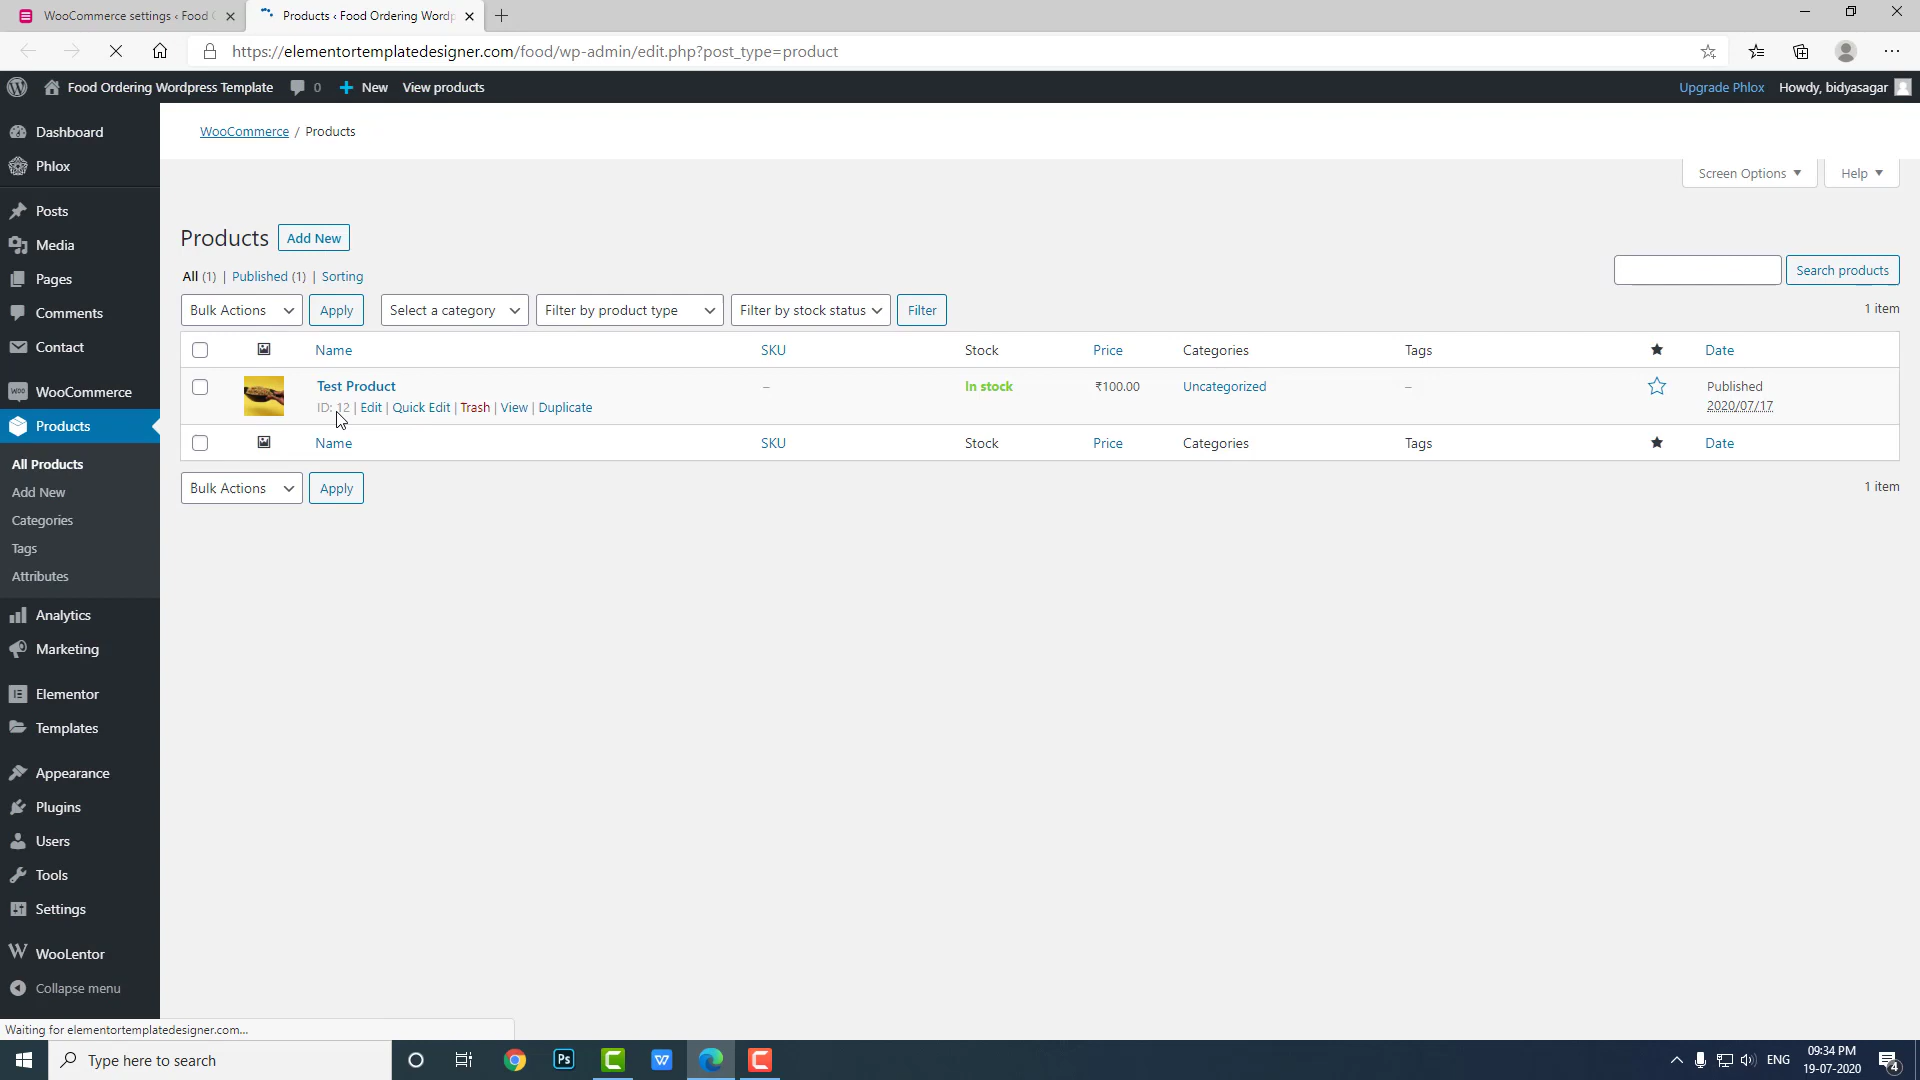 WooCommerce settings ‹ Food
Products ‹ Food Ordering Wordp
https://elementortemplatedesigner.com/food/wp-admin/edit.php?post_type=product
Food Ordering Wordpress Template 0 New View products Upgrade Phlox Howdy, bidyasagar
WooCommerce / Products
Screen Options Help
Dashboard
Phlox
Posts
Media
Pages
Comments
Contact
WooCommerce
Products
All Products
Add New
Categories
Tags
Attributes
Analytics
Marketing
Elementor
Templates
Appearance
Plugins
Users
Tools
Settings
WooLentor
Collapse menu
Products Add New
All (1) | Published (1) | Sorting
Search products
Bulk Actions Apply Select a category Filter by product type Filter by stock status Filter 1 item
Name SKU Stock Price Categories Tags Date
Test Product – In stock ₹100.00 Uncategorized – Published
ID: 12 | Edit | Quick Edit | Trash | View | Duplicate 2020/07/17
Name SKU Stock Price Categories Tags Date
Bulk Actions Apply 1 item
Waiting for elementortemplatedesigner.com...
Type here to search
Ps
ENG
09:34 PM
19-07-2020
4